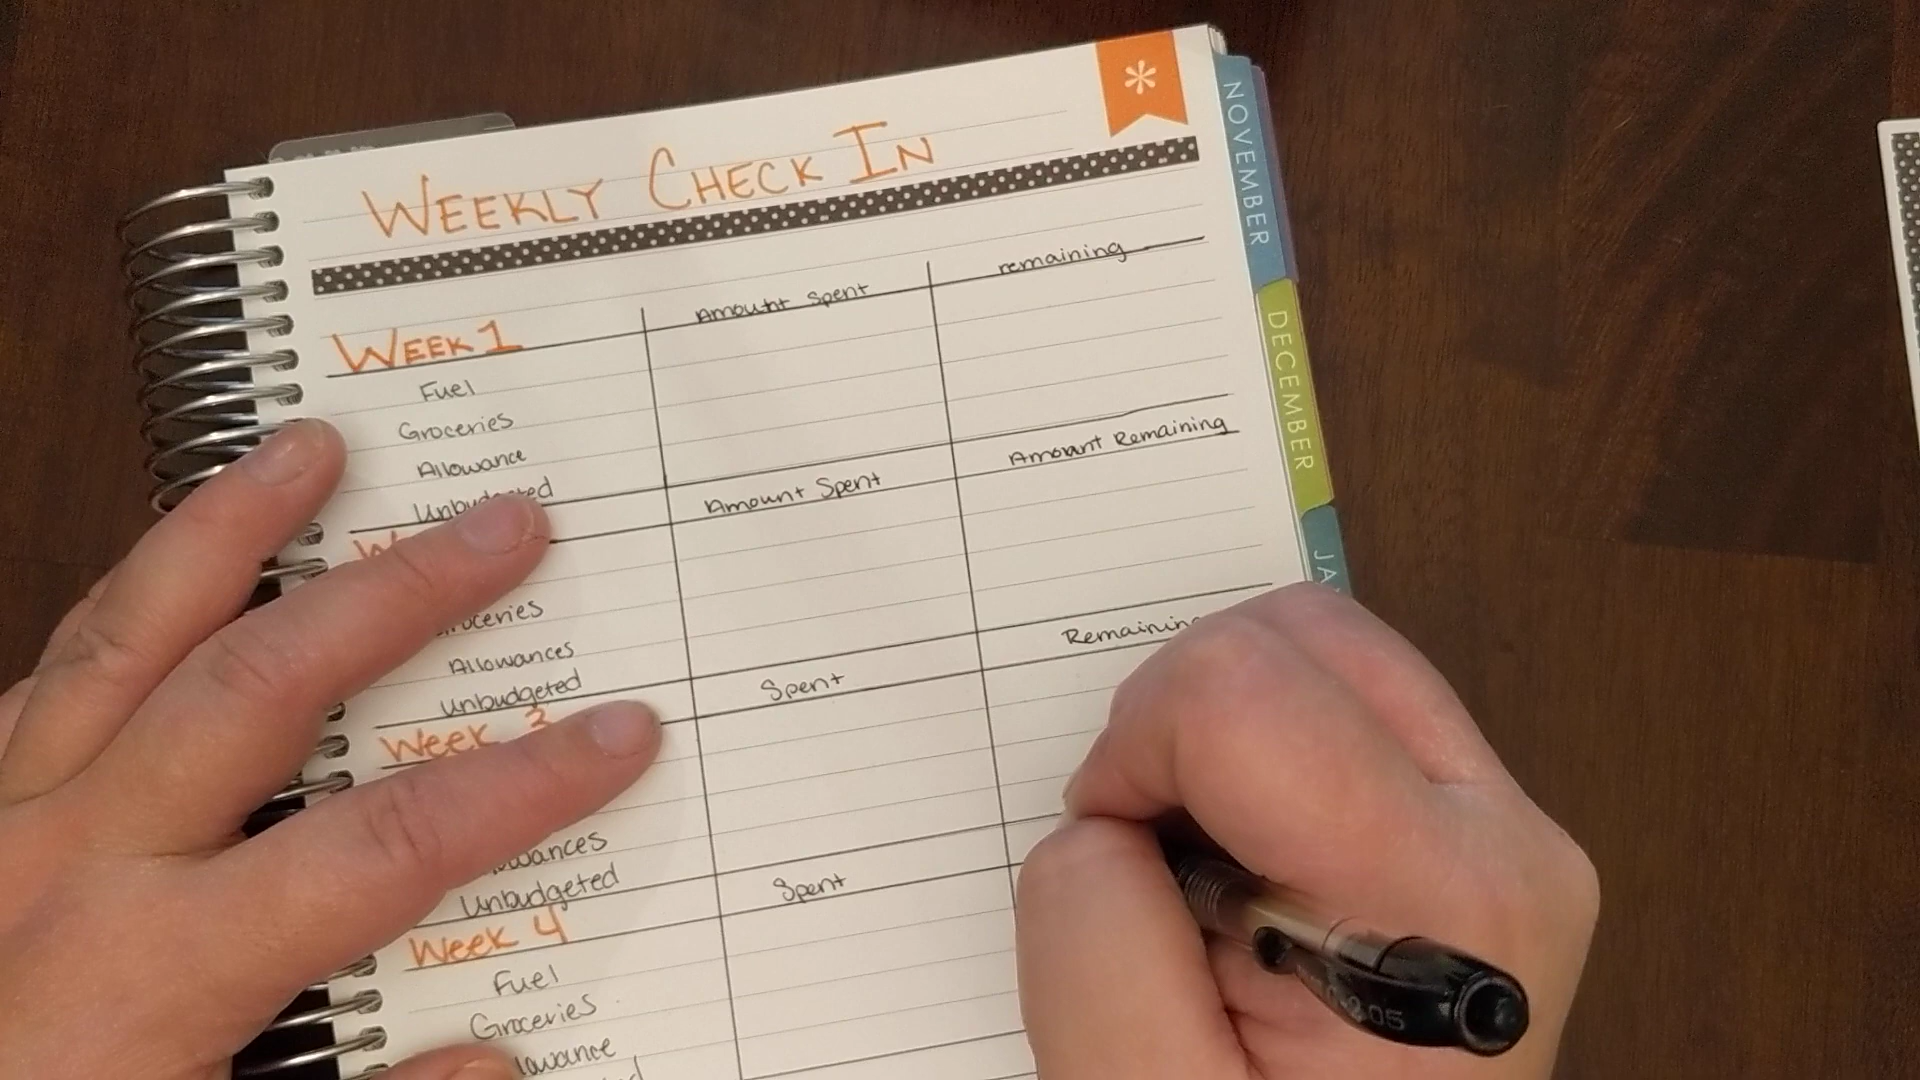 *
WEEKLY CHECK IN
NOVEMBER
DECEMBER
WEEK 1 Amount Spent remaining
Fuel
Groceries
Allowance
Unbudgeted
Amount Spent Amount Remaining
Groceries
Allowances
Unbudgeted
Week 3 Spent Remaining
Allowances
Unbudgeted
Week 4 Spent
Fuel
Groceries
Allowance